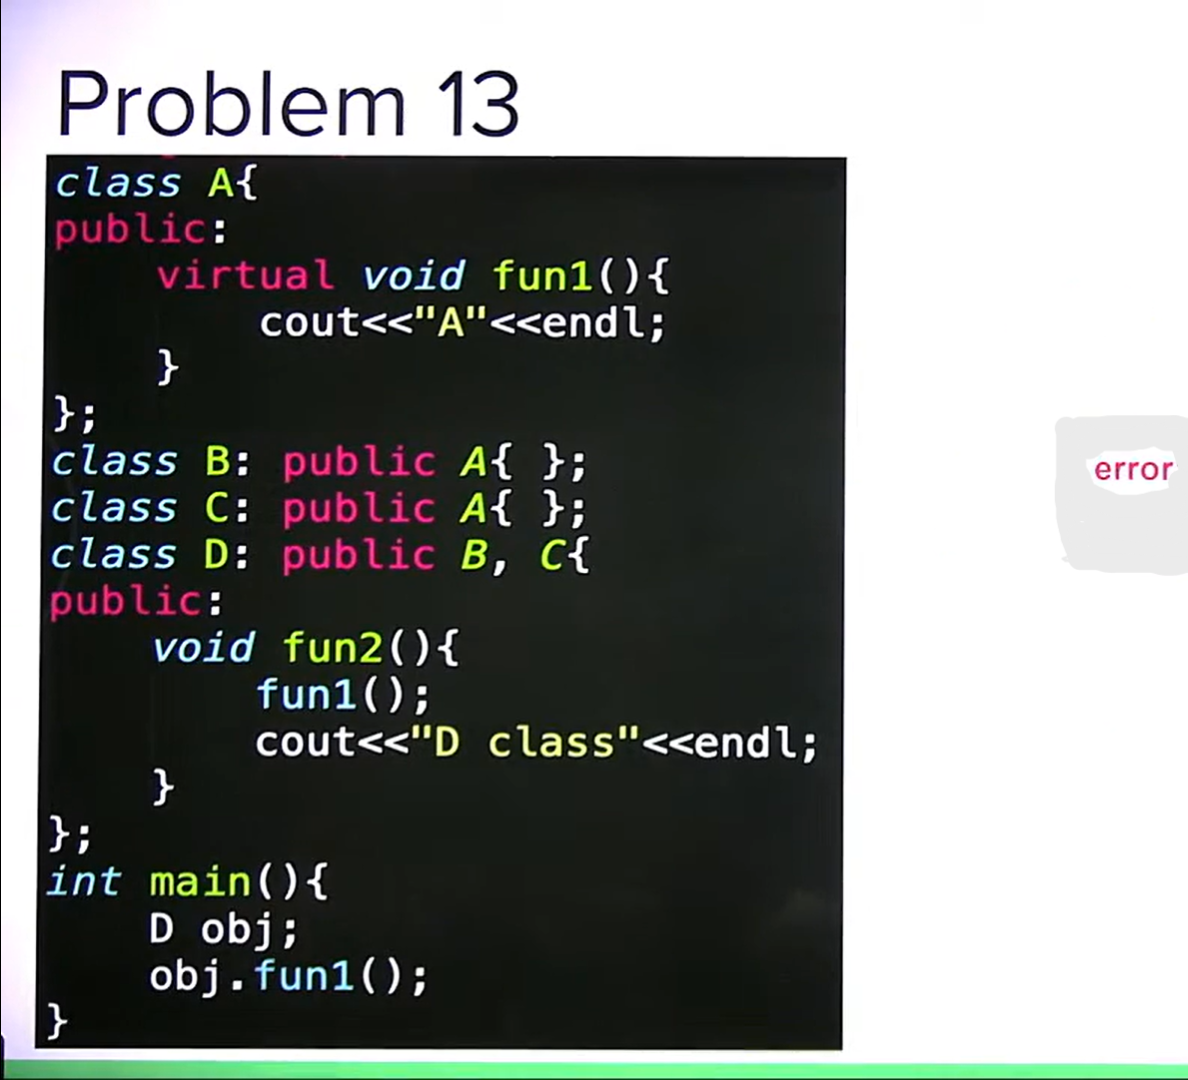 Problem 13
class A{
public:
    virtual void fun1(){
        cout<<"A"<<endl;
    }
};
class B: public A{ };
class C: public A{ };
class D: public B, C{
public:
    void fun2(){
        fun1();
        cout<<"D class"<<endl;
    }
};
int main(){
    D obj;
    obj.fun1();
}
error